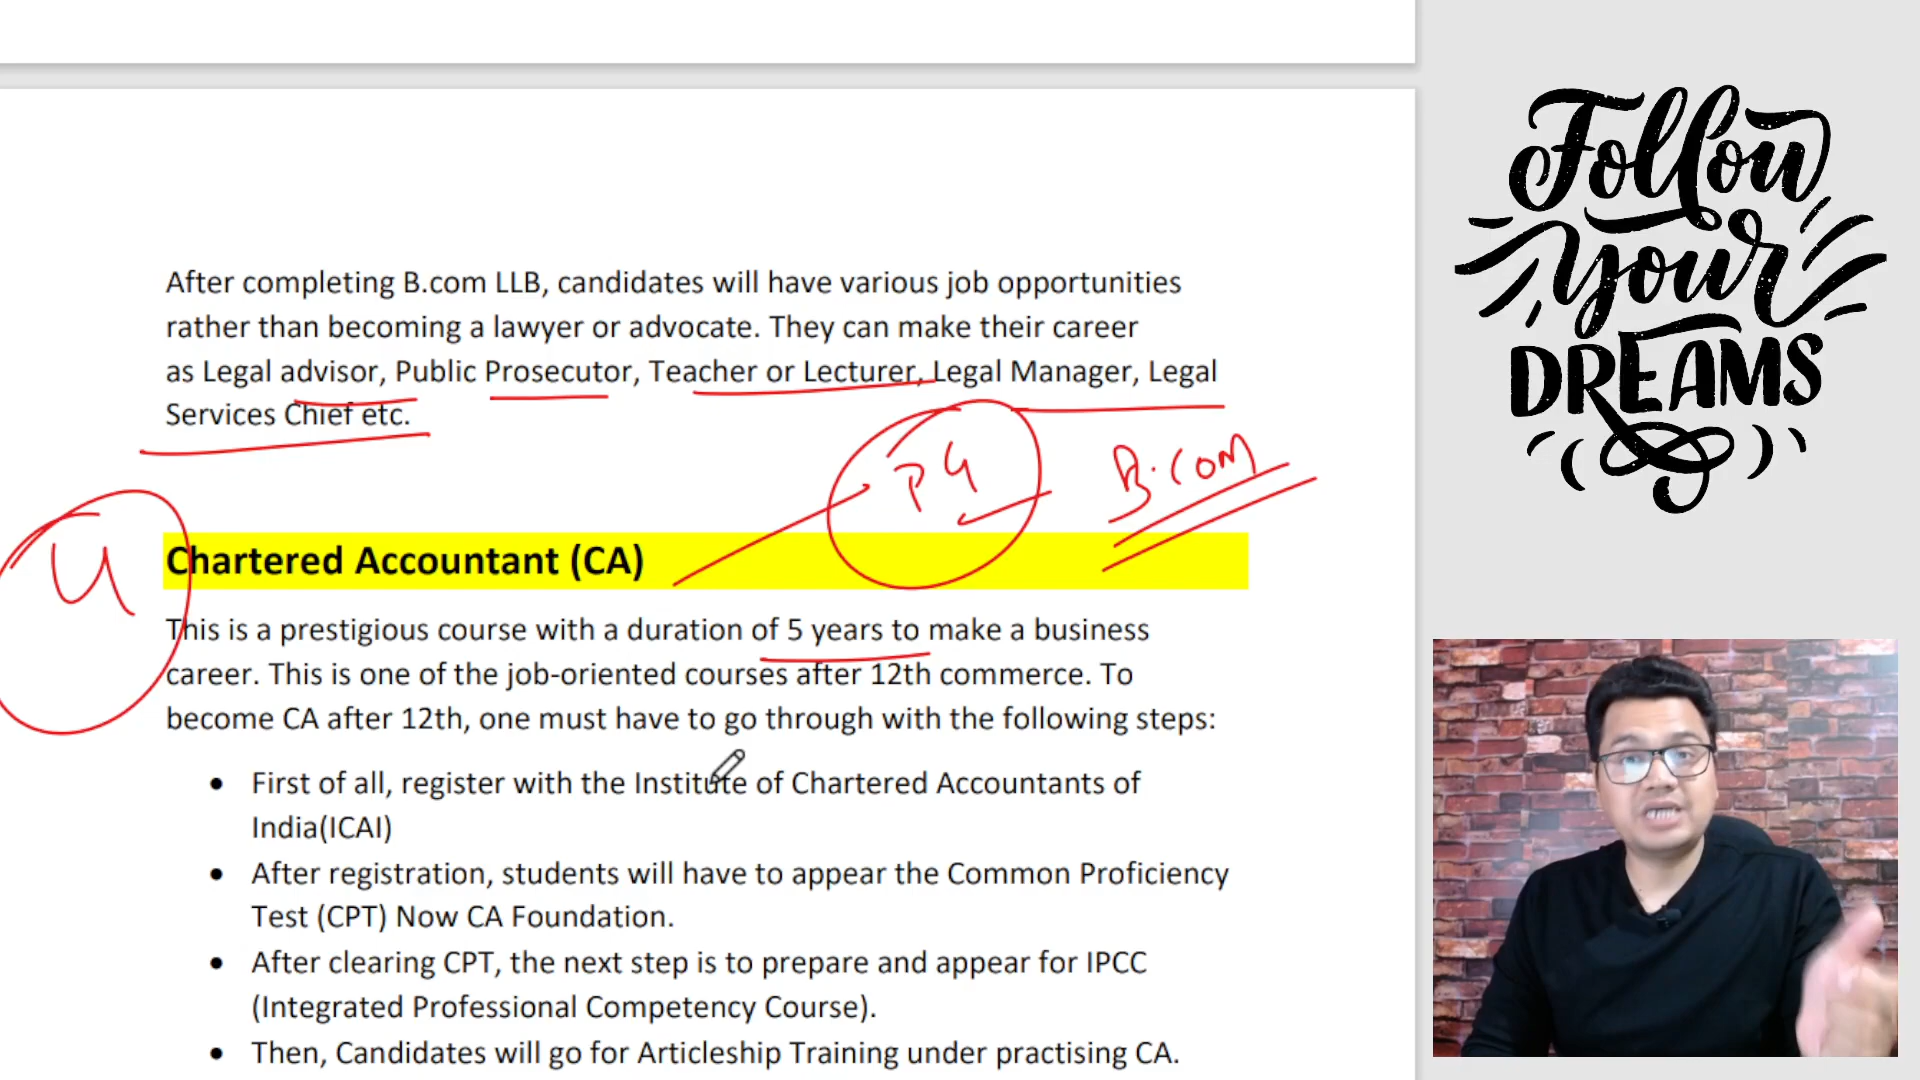 After completing B.com LLB, candidates will have various job opportunities
rather than becoming a lawyer or advocate. They can make their career
as Legal advisor, Public Prosecutor, Teacher or Lecturer, Legal Manager, Legal
Services Chief etc.
PG
B.COM
Chartered Accountant (CA)
This is a prestigious course with a duration of 5 years to make a business
career. This is one of the job-oriented courses after 12th commerce. To
become CA after 12th, one must have to go through with the following steps:
• First of all, register with the Institute of Chartered Accountants of
India(ICAI)
• After registration, students will have to appear the Common Proficiency
Test (CPT) Now CA Foundation.
• After clearing CPT, the next step is to prepare and appear for IPCC
(Integrated Professional Competency Course).
• Then, Candidates will go for Articleship Training under practising CA.
Follow
Your
DREAMS